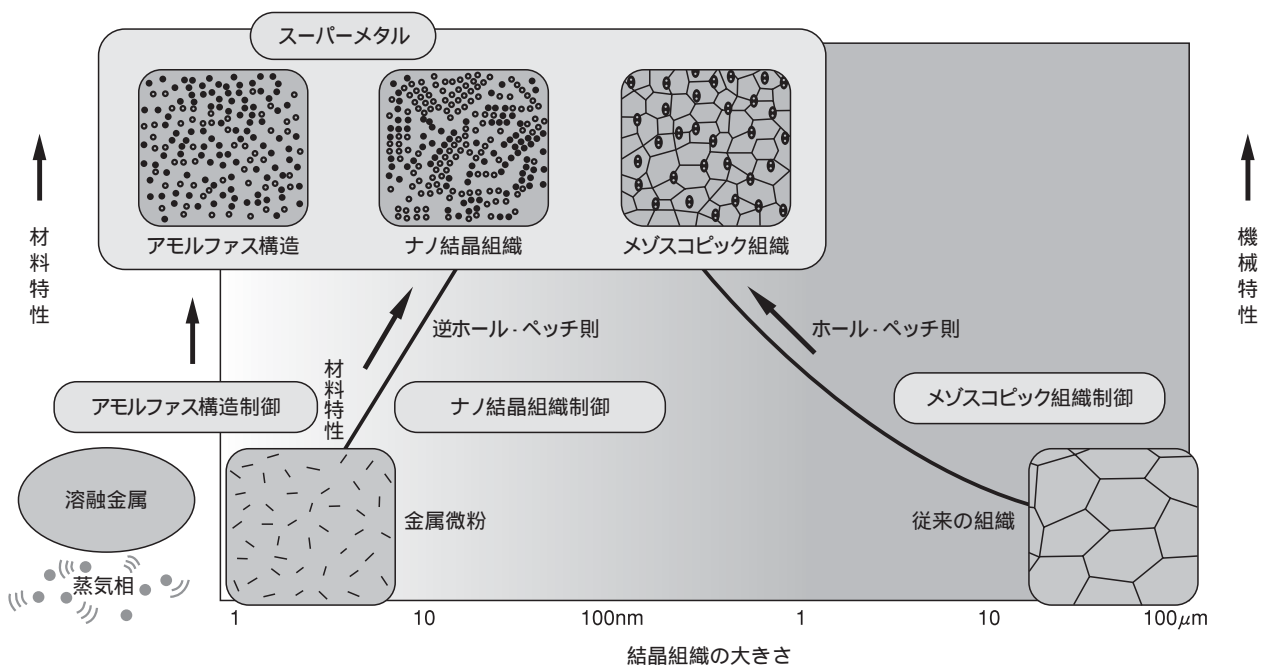 スーパーメタル
アモルファス構造
ナノ結晶組織
メゾスコピック組織
材料特性
機械特性
逆ホール・ペッチ則
ホール・ペッチ則
材料特性
アモルファス構造制御
ナノ結晶組織制御
メゾスコピック組織制御
溶融金属
金属微粉
従来の組織
蒸気相
1 10 100nm 1 10 100μm
結晶組織の大きさ